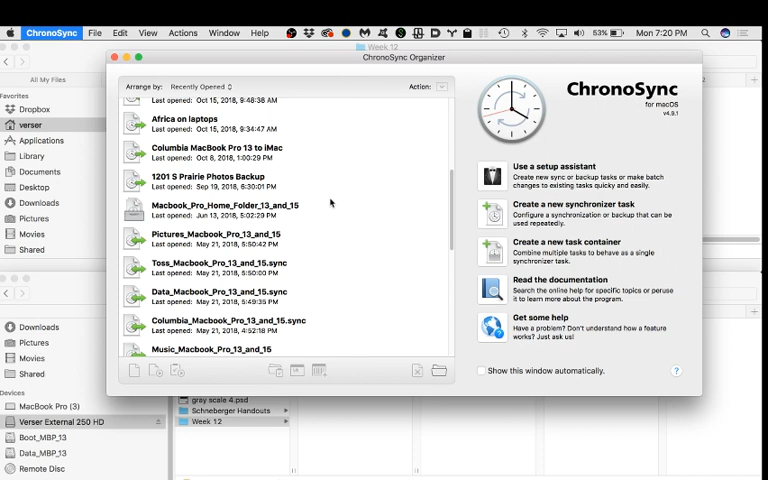 ChronoSync File Edit View Actions Window Help 53% Mon 7:20 PM
Week 12
All My Files
Favorites
Dropbox
verser
Applications
Library
Documents
Desktop
Downloads
Pictures
Movies
Shared
Downloads
Pictures
Movies
Shared
Devices
MacBook Pro (3)
Verser External 250 HD
Boot_MBP_13
Data_MBP_13
Remote Disc
ChronoSync Organizer
Arrange by: Recently Opened
Action:
Last opened: Oct 15, 2018, 9:48:38 AM
Africa on laptops
Last opened: Oct 15, 2018, 9:34:47 AM
Columbia MacBook Pro 13 to iMac
Last opened: Oct 8, 2018, 1:00:29 PM
1201 S Prairie Photos Backup
Last opened: Sep 19, 2018, 6:30:01 PM
Macbook_Pro_Home_Folder_13_and_15
Last opened: Jun 13, 2018, 5:02:29 PM
Pictures_Macbook_Pro_13_and_15
Last opened: May 21, 2018, 5:50:42 PM
Toss_Macbook_Pro_13_and_15.sync
Last opened: May 21, 2018, 5:50:00 PM
Data_Macbook_Pro_13_and_15.sync
Last opened: May 21, 2018, 5:49:35 PM
Columbia_Macbook_Pro_13_and_15.sync
Last opened: May 21, 2018, 4:52:18 PM
Music_Macbook_Pro_13_and_15
ChronoSync
for macOS
v4.9.1
Use a setup assistant
Create new sync or backup tasks or make batch
changes to existing tasks quickly and easily.
Create a new synchronizer task
Configure a synchronization or backup that can be
used repeatedly.
Create a new task container
Combine multiple tasks to behave as a single
synchronizer task.
Read the documentation
Search the online help for specific topics or peruse
it to learn more about the program.
Get some help
Have a problem? Don't understand how a feature
works? Just ask us!
Show this window automatically.
?
gray scale 4.psd
Schneberger Handouts
Week 12